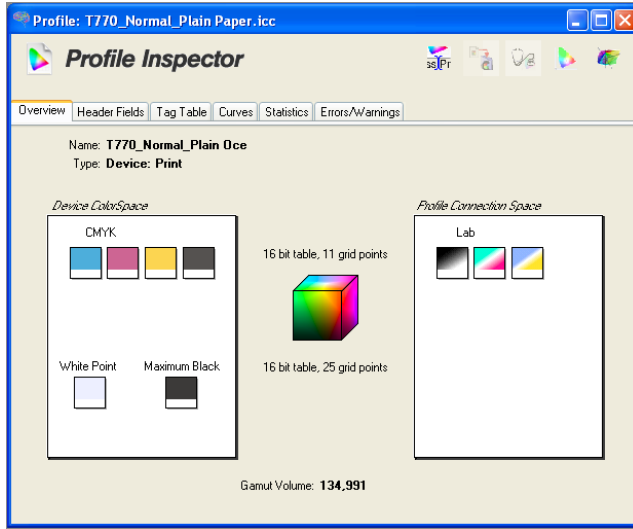 Profile: T770_Normal_Plain Paper.icc
Profile Inspector
Overview Header Fields Tag Table Curves Statistics Errors/Warnings
Name: T770_Normal_Plain Oce
Type: Device: Print
Device ColorSpace
Profile Connection Space
CMYK
Lab
16 bit table, 11 grid points
White Point Maximum Black
16 bit table, 25 grid points
Gamut Volume: 134,991